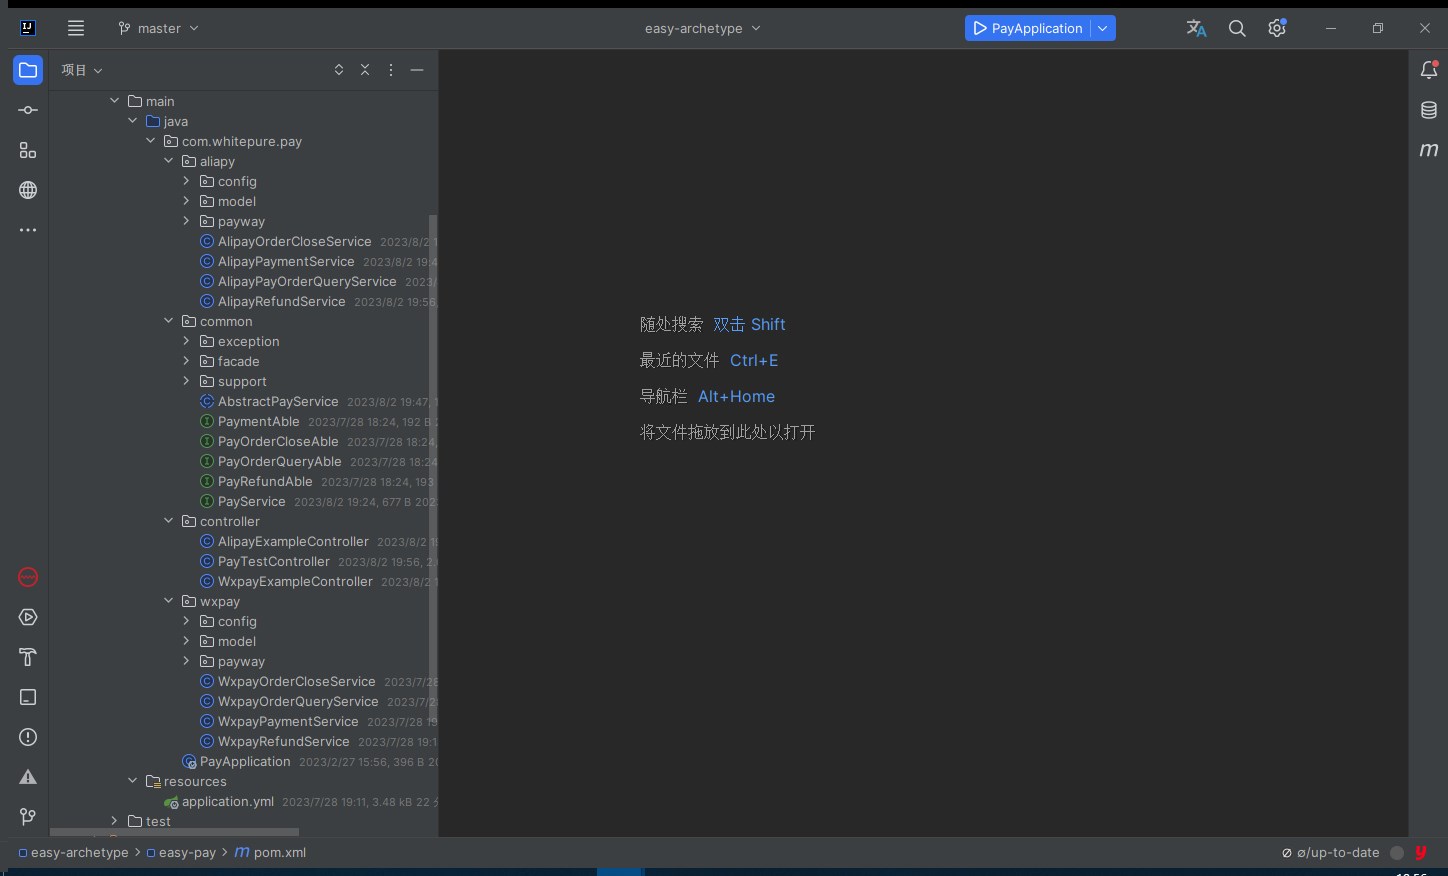 master
easy-archetype
PayApplication
项目
main
java
com.whitepure.pay
aliapy
config
model
payway
AlipayOrderCloseService 2023/8/2
AlipayPaymentService 2023/8/2 19:4
AlipayPayOrderQueryService 2023/
AlipayRefundService 2023/8/2 19:56,
common
exception
facade
support
AbstractPayService 2023/8/2 19:47, 1
PaymentAble 2023/7/28 18:24, 192 B 2
PayOrderCloseAble 2023/7/28 18:24,
PayOrderQueryAble 2023/7/28 18:24
PayRefundAble 2023/7/28 18:24, 193
PayService 2023/8/2 19:24, 677 B 202
controller
AlipayExampleController 2023/8/2 19
PayTestController 2023/8/2 19:56, 2.
WxpayExampleController 2023/8/2 1
wxpay
config
model
payway
WxpayOrderCloseService 2023/7/28
WxpayOrderQueryService 2023/7/2
WxpayPaymentService 2023/7/28 19
WxpayRefundService 2023/7/28 19:1
PayApplication 2023/2/27 15:56, 396 B 20
resources
application.yml 2023/7/28 19:11, 3.48 kB 22
test
随处搜索 双击 Shift
最近的文件 Ctrl+E
导航栏 Alt+Home
将文件拖放到此处以打开
easy-archetype > easy-pay > m pom.xml
ø/up-to-date